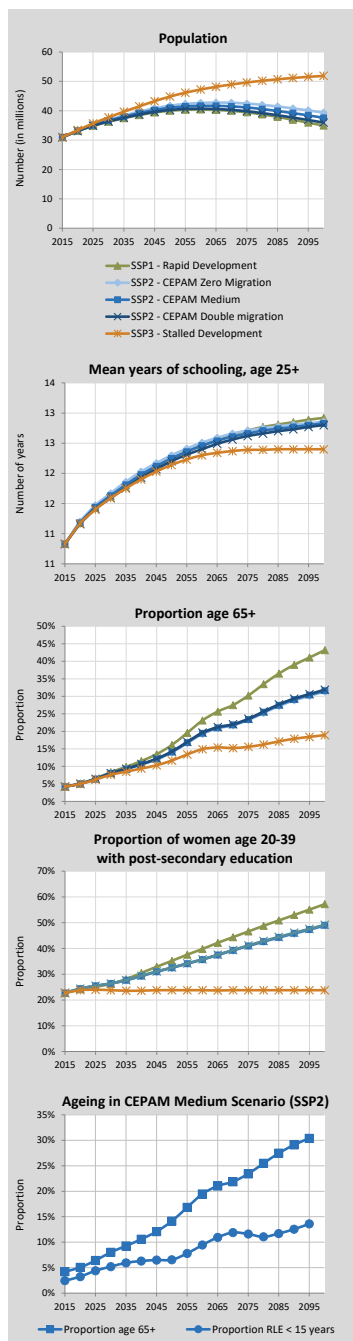 Population
Number (in millions)
60
50
40
30
20
10
0
2015 2025 2035 2045 2055 2065 2075 2085 2095
SSP1 - Rapid Development
SSP2 - CEPAM Zero Migration
SSP2 - CEPAM Medium
SSP2 - CEPAM Double migration
SSP3 - Stalled Development
Mean years of schooling, age 25+
Number of years
14
13
13
12
12
11
11
2015 2025 2035 2045 2055 2065 2075 2085 2095
Proportion age 65+
Proportion
50%
45%
40%
35%
30%
25%
20%
15%
10%
5%
0%
2015 2025 2035 2045 2055 2065 2075 2085 2095
Proportion of women age 20-39
with post-secondary education
Proportion
70%
60%
50%
40%
30%
20%
10%
0%
2015 2025 2035 2045 2055 2065 2075 2085 2095
Ageing in CEPAM Medium Scenario (SSP2)
Proportion
35%
30%
25%
20%
15%
10%
5%
0%
2015 2025 2035 2045 2055 2065 2075 2085 2095
Proportion age 65+ Proportion RLE < 15 years